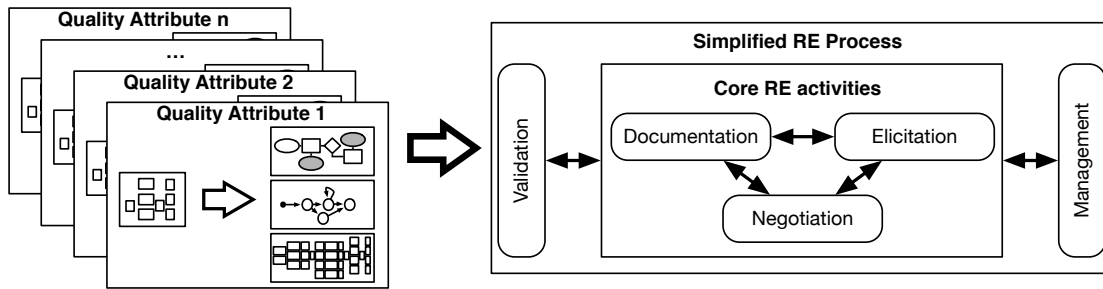 Quality Attribute n
...
Quality Attribute 2
Quality Attribute 1
Simplified RE Process
Validation
Core RE activities
Documentation
Elicitation
Negotiation
Management